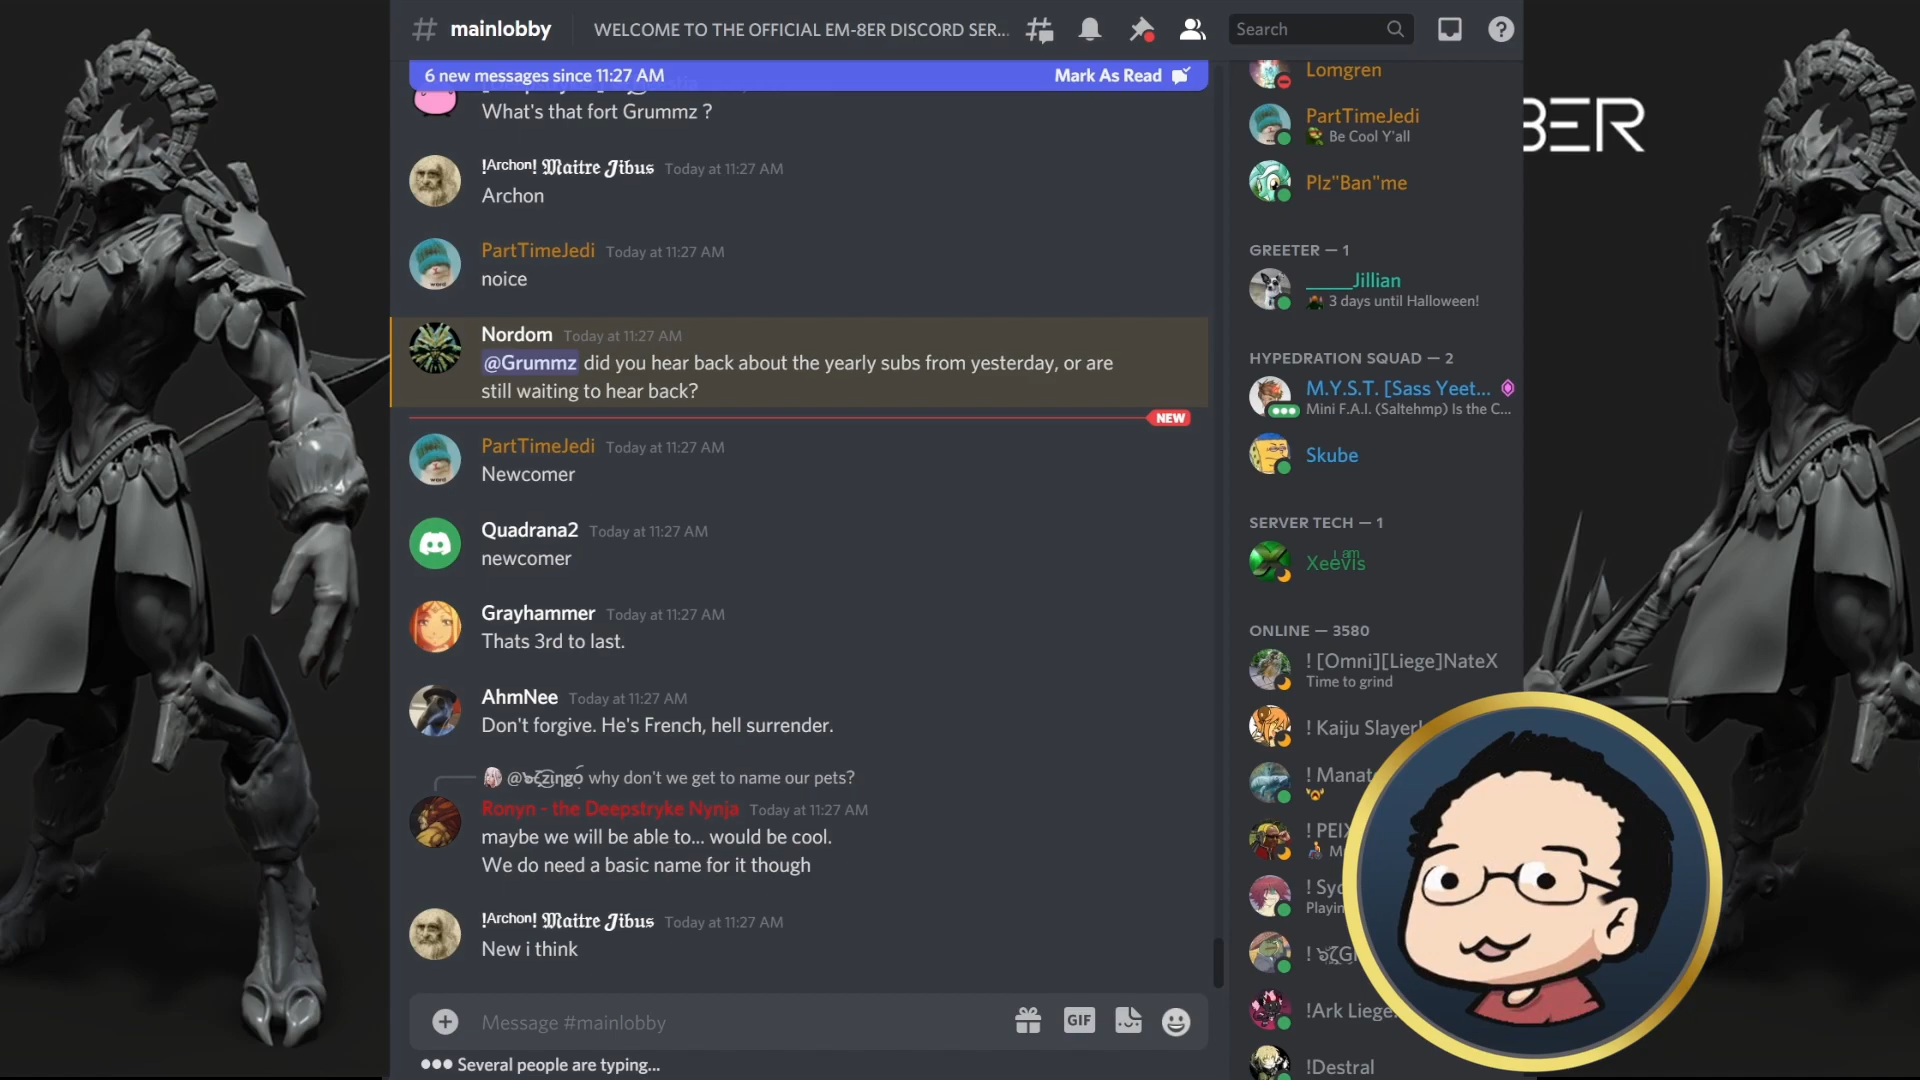 # mainlobby
WELCOME TO THE OFFICIAL EM-8ER DISCORD SER...
Search
6 new messages since 11:27 AM
Mark As Read
What's that fort Grummz ?
!ᴬʳᶜʰᵒⁿ! 𝕸𝖆𝖎𝖙𝖗𝖊 𝓙𝖎𝖇𝖚𝖘 Today at 11:27 AM
Archon
PartTimeJedi Today at 11:27 AM
word
noice
Nordom Today at 11:27 AM
@Grummz did you hear back about the yearly subs from yesterday, or are
still waiting to hear back?
NEW
PartTimeJedi Today at 11:27 AM
word
Newcomer
Quadrana2 Today at 11:27 AM
newcomer
Grayhammer Today at 11:27 AM
Thats 3rd to last.
AhmNee Today at 11:27 AM
Don't forgive. He's French, hell surrender.
why don't we get to name our pets?
Ronyn - the Deepstryke Nynja Today at 11:27 AM
maybe we will be able to... would be cool.
We do need a basic name for it though
!ᴬʳᶜʰᵒⁿ! 𝕸𝖆𝖎𝖙𝖗𝖊 𝓙𝖎𝖇𝖚𝖘 Today at 11:27 AM
New i think
Message #mainlobby
GIF
Several people are typing...
Lomgren
PartTimeJedi
Be Cool Y'all
Plz"Ban"me
GREETER — 1
_____Jillian
3 days until Halloween!
HYPEDRATION SQUAD — 2
M.Y.S.T. [Sass Yeet...
Mini F.A.I. (Saltehmp) Is the C...
Skube
SERVER TECH — 1
Xeevis
ONLINE — 3580
! [Omni][Liege]NateX
Time to grind
! Kaiju Slayer
! Manat
! PEI
! Syc
Playin
!Ark Liege
!Destral
8ER